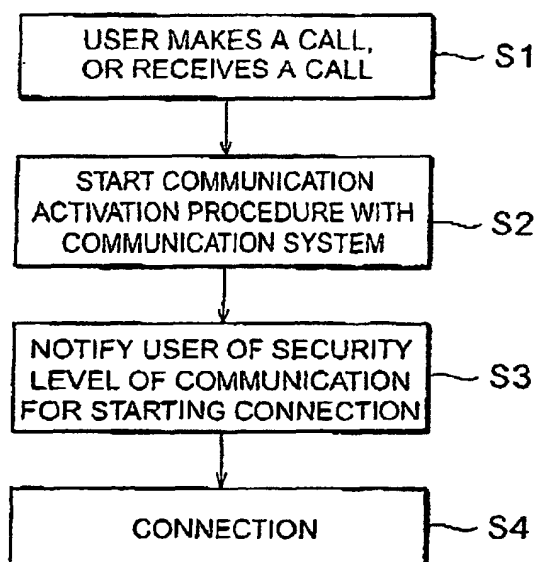 USER MAKES A CALL,
OR RECEIVES A CALL
S1
START COMMUNICATION
ACTIVATION PROCEDURE WITH
COMMUNICATION SYSTEM
S2
NOTIFY USER OF SECURITY
LEVEL OF COMMUNICATION
FOR STARTING CONNECTION
S3
CONNECTION
S4